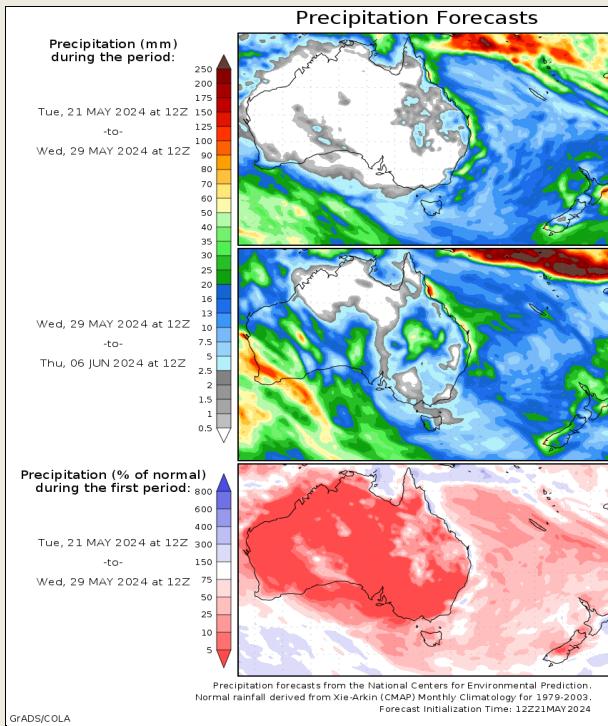 Precipitation Forecasts
Precipitation (mm)
during the period:
Tue, 21 MAY 2024 at 12Z
-to-
Wed, 29 MAY 2024 at 12Z
250
200
175
150
125
100
90
80
70
60
50
40
35
30
25
20
16
13
10
7.5
5
2.5
2
1.5
1
0.5
Wed, 29 MAY 2024 at 12Z
-to-
Thu, 06 JUN 2024 at 12Z
Precipitation (% of normal)
during the first period:
Tue, 21 MAY 2024 at 12Z
-to-
Wed, 29 MAY 2024 at 12Z
800
600
400
300
150
75
50
25
10
5
Precipitation forecasts from the National Centers for Environmental Prediction.
Normal rainfall derived from Xie-Arkin (CMAP) Monthly Climatology for 1979-2003.
Forecast Initialization Time: 12Z21MAY2024
GrADS/COLA